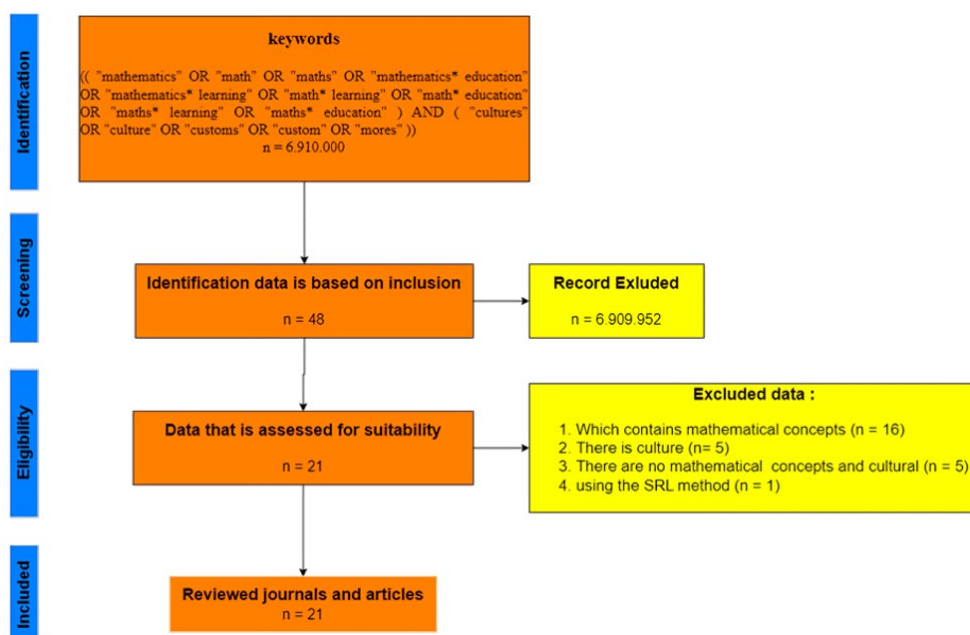 Identification
keywords
(( "mathematics" OR "math" OR "maths" OR "mathematics* education"
OR "mathematics* learning" OR "math* learning" OR "math* education"
OR "maths* learning" OR "maths* education" ) AND ( "cultures"
OR "culture" OR "customs" OR "custom" OR "mores" ))
n = 6.910.000
Screening
Identification data is based on inclusion
n = 48
Record Exluded
n = 6.909.952
Eligibility
Data that is assessed for suitability
n = 21
Excluded data :
1. Which contains mathematical concepts (n = 16)
2. There is culture (n= 5)
3. There are no mathematical concepts and cultural (n = 5)
4. using the SRL method (n = 1)
Included
Reviewed journals and articles
n = 21